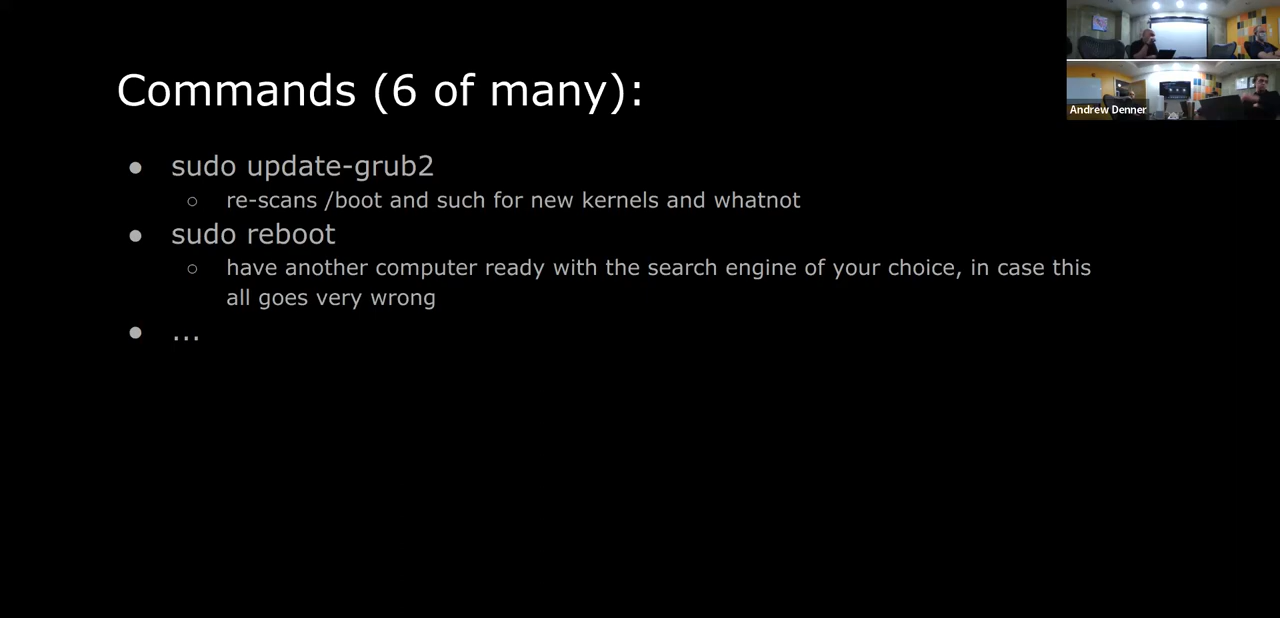 Commands (6 of many):
● sudo update-grub2
○ re-scans /boot and such for new kernels and whatnot
● sudo reboot
○ have another computer ready with the search engine of your choice, in case this
all goes very wrong
● ...
Andrew Denner